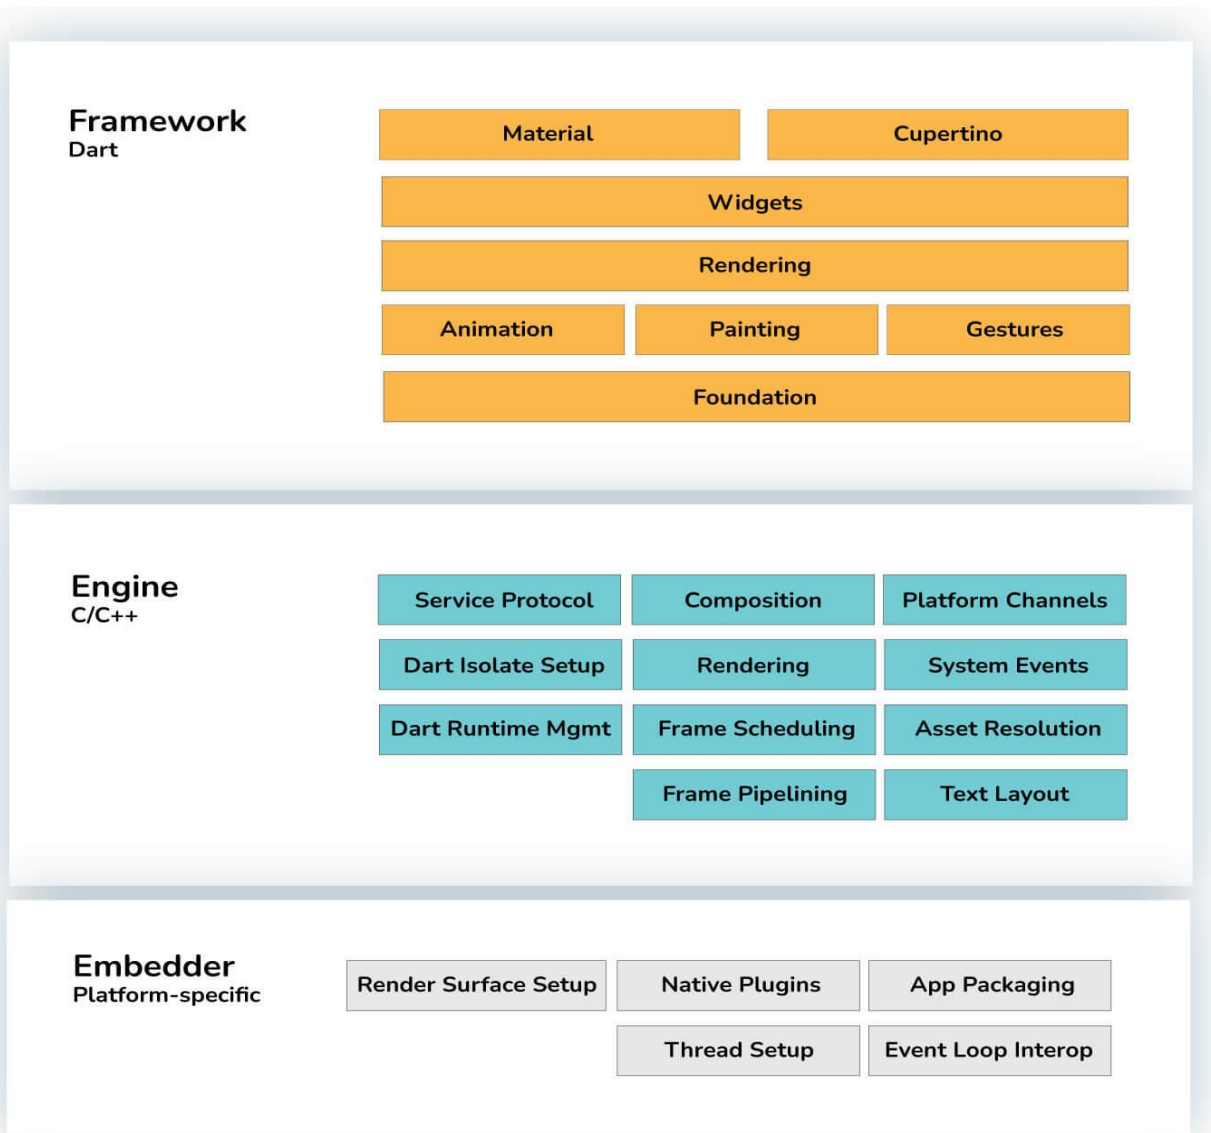 Framework
Dart
Material
Cupertino
Widgets
Rendering
Animation
Painting
Gestures
Foundation
Engine
C/C++
Service Protocol
Composition
Platform Channels
Dart Isolate Setup
Rendering
System Events
Dart Runtime Mgmt
Frame Scheduling
Asset Resolution
Frame Pipelining
Text Layout
Embedder
Platform-specific
Render Surface Setup
Native Plugins
App Packaging
Thread Setup
Event Loop Interop